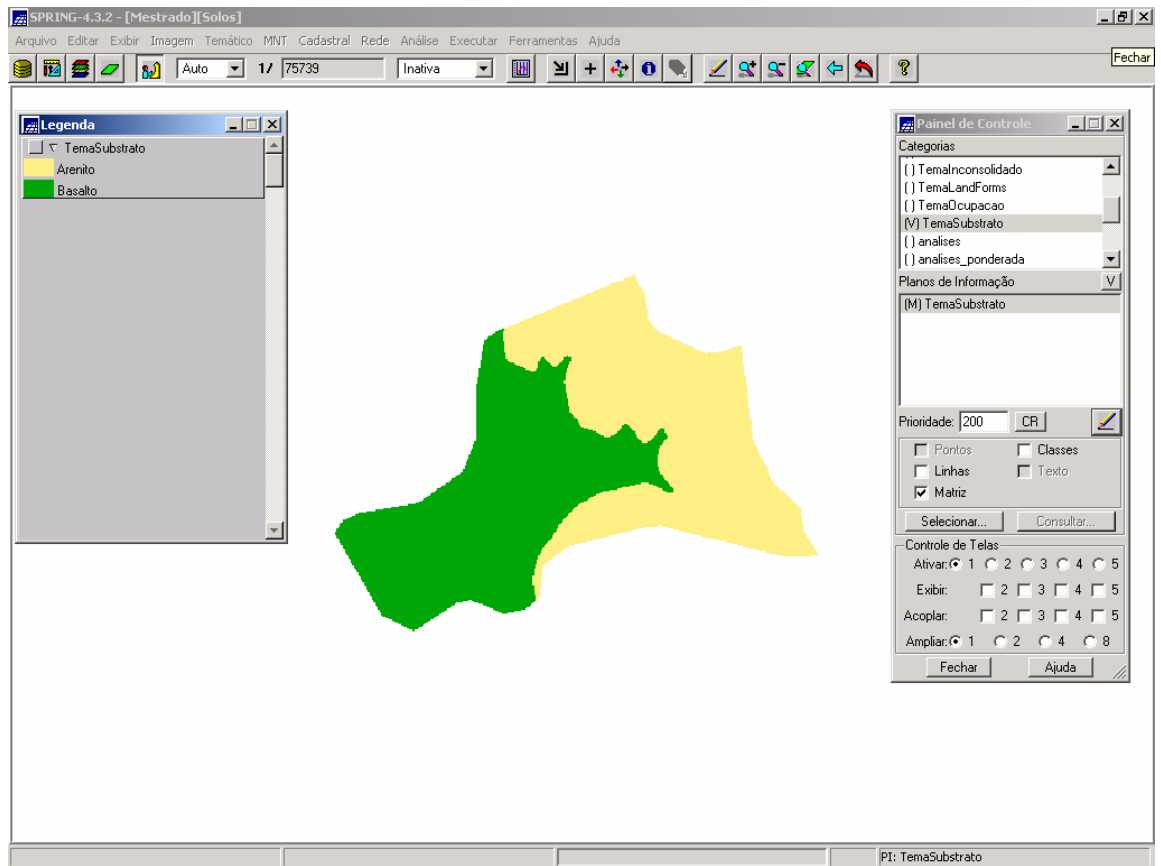 SPRING-4.3.2 - [Mestrado][Solos]
Arquivo Editar Exibir Imagem Temático MNT Cadastral Rede Análise Executar Ferramentas Ajuda
Auto 1/ 75739 Inativa
Fechar
Legenda
TemaSubstrato
Arenito
Basalto
Painel de Controle
Categorias
( ) TemaInconsolidado
( ) TemaLandForms
( ) TemaOcupacao
(V) TemaSubstrato
( ) analises
( ) analises_ponderada
Planos de Informação V
(M) TemaSubstrato
Prioridade: 200 CR
Pontos Classes
Linhas Texto
Matriz
Selecionar... Consultar...
Controle de Telas
Ativar: 1 2 3 4 5
Exibir: 2 3 4 5
Acoplar: 2 3 4 5
Ampliar: 1 2 4 8
Fechar Ajuda
PI: TemaSubstrato